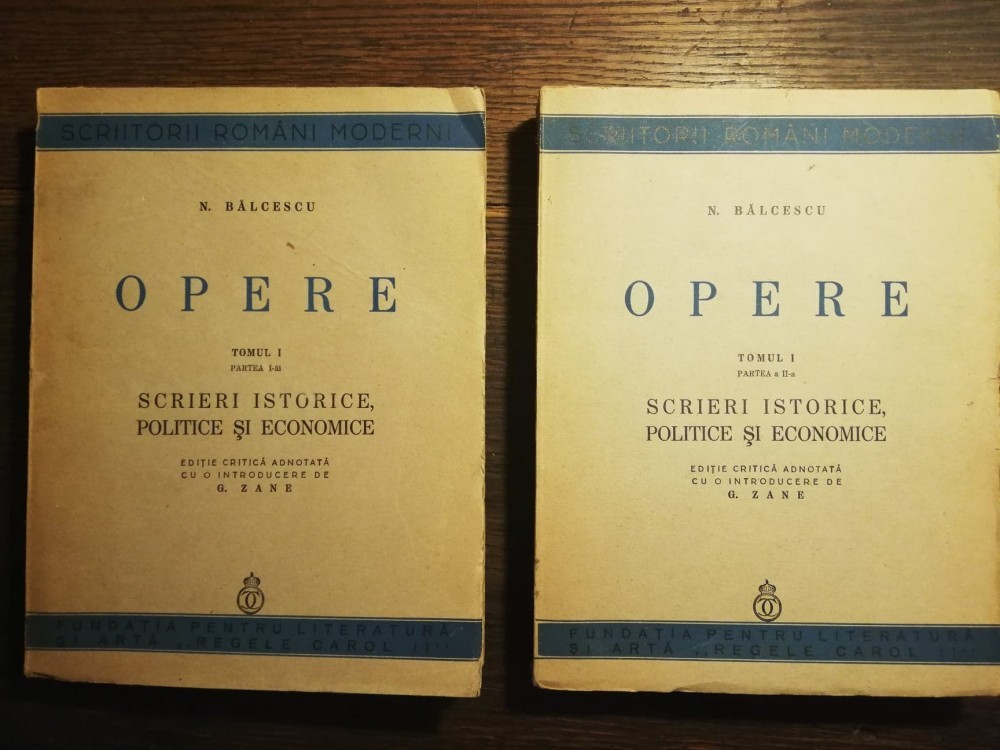 SCRIITORII ROMÂNI MODERNI
N. BĂLCESCU
OPERE
TOMUL I
PARTEA I-ii
SCRIERI ISTORICE,
POLITICE ŞI ECONOMICE
EDIŢIE CRITICĂ ADNOTATĂ
CU O INTRODUCERE DE
G. ZANE
FUNDAŢIA PENTRU LITERATURĂ
ŞI ARTĂ „REGELE CAROL II”
SCRIITORII ROMÂNI MODERNI
N. BĂLCESCU
OPERE
TOMUL I
PARTEA a II-a
SCRIERI ISTORICE,
POLITICE ŞI ECONOMICE
EDIŢIE CRITICĂ ADNOTATĂ
CU O INTRODUCERE DE
G. ZANE
FUNDAŢIA PENTRU LITERATURĂ
ŞI ARTĂ „REGELE CAROL II”